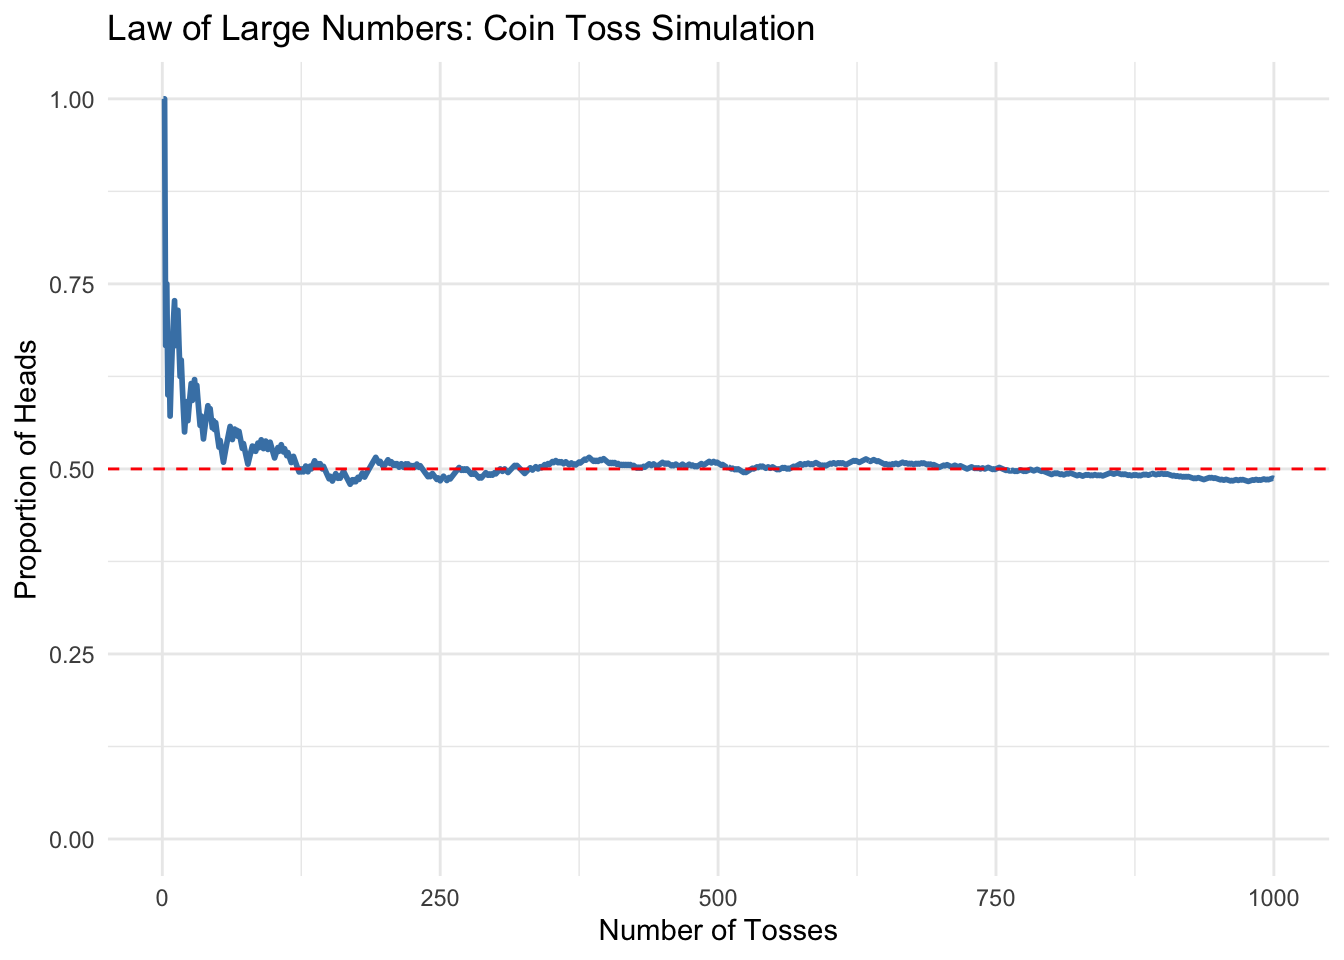 Law of Large Numbers: Coin Toss Simulation
Proportion of Heads
1.00
0.75
0.50
0.25
0.00
0 250 500 750 1000
Number of Tosses